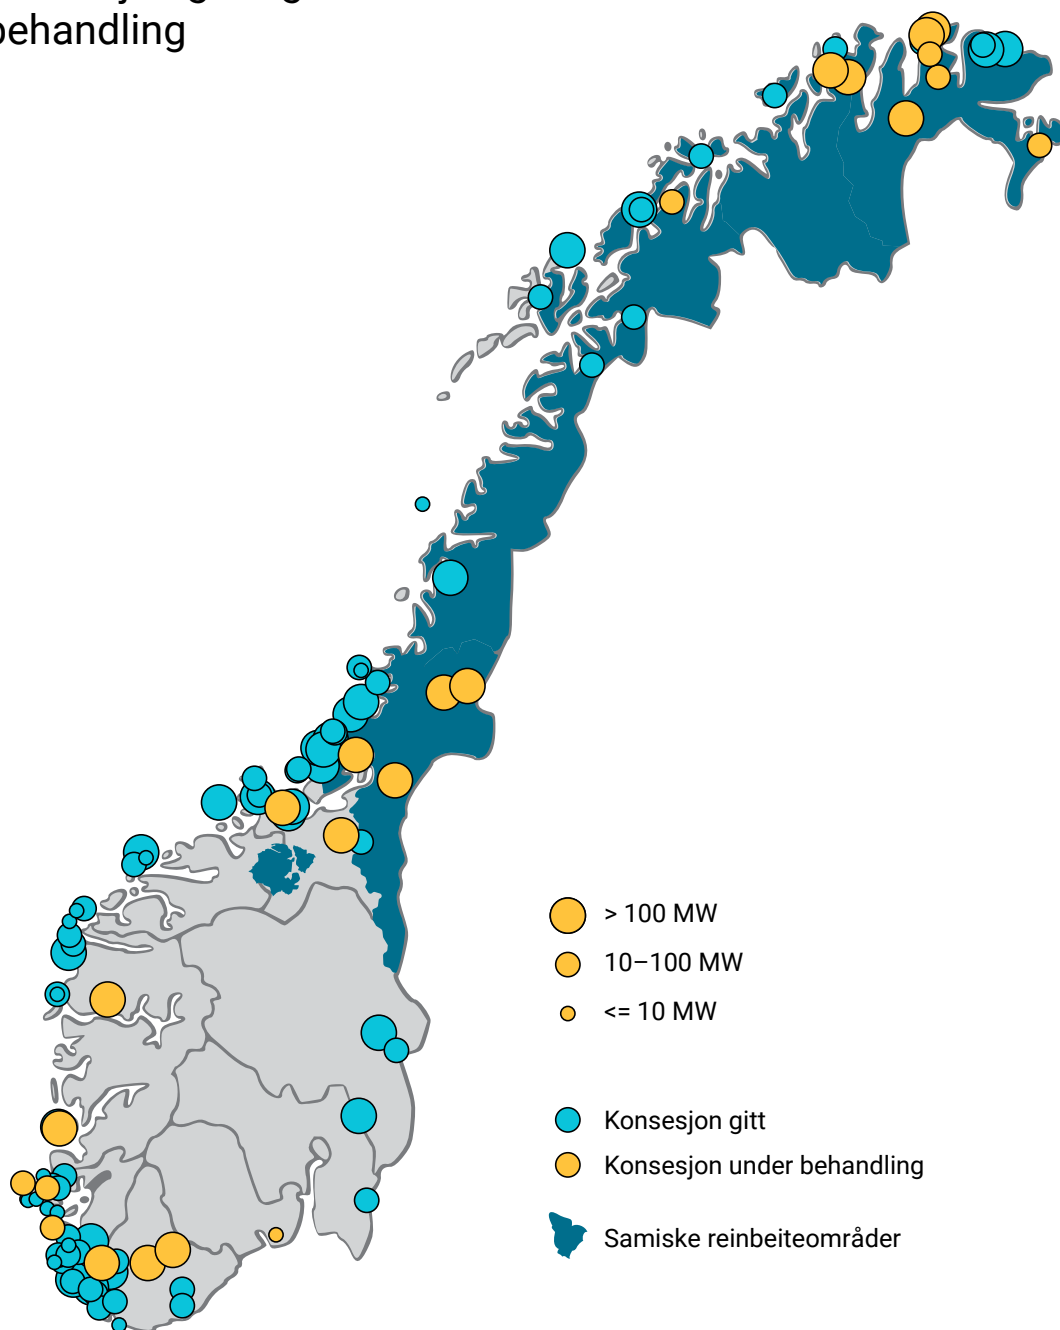 behandling
> 100 MW
10–100 MW
<= 10 MW
Konsesjon gitt
Konsesjon under behandling
Samiske reinbeiteområder